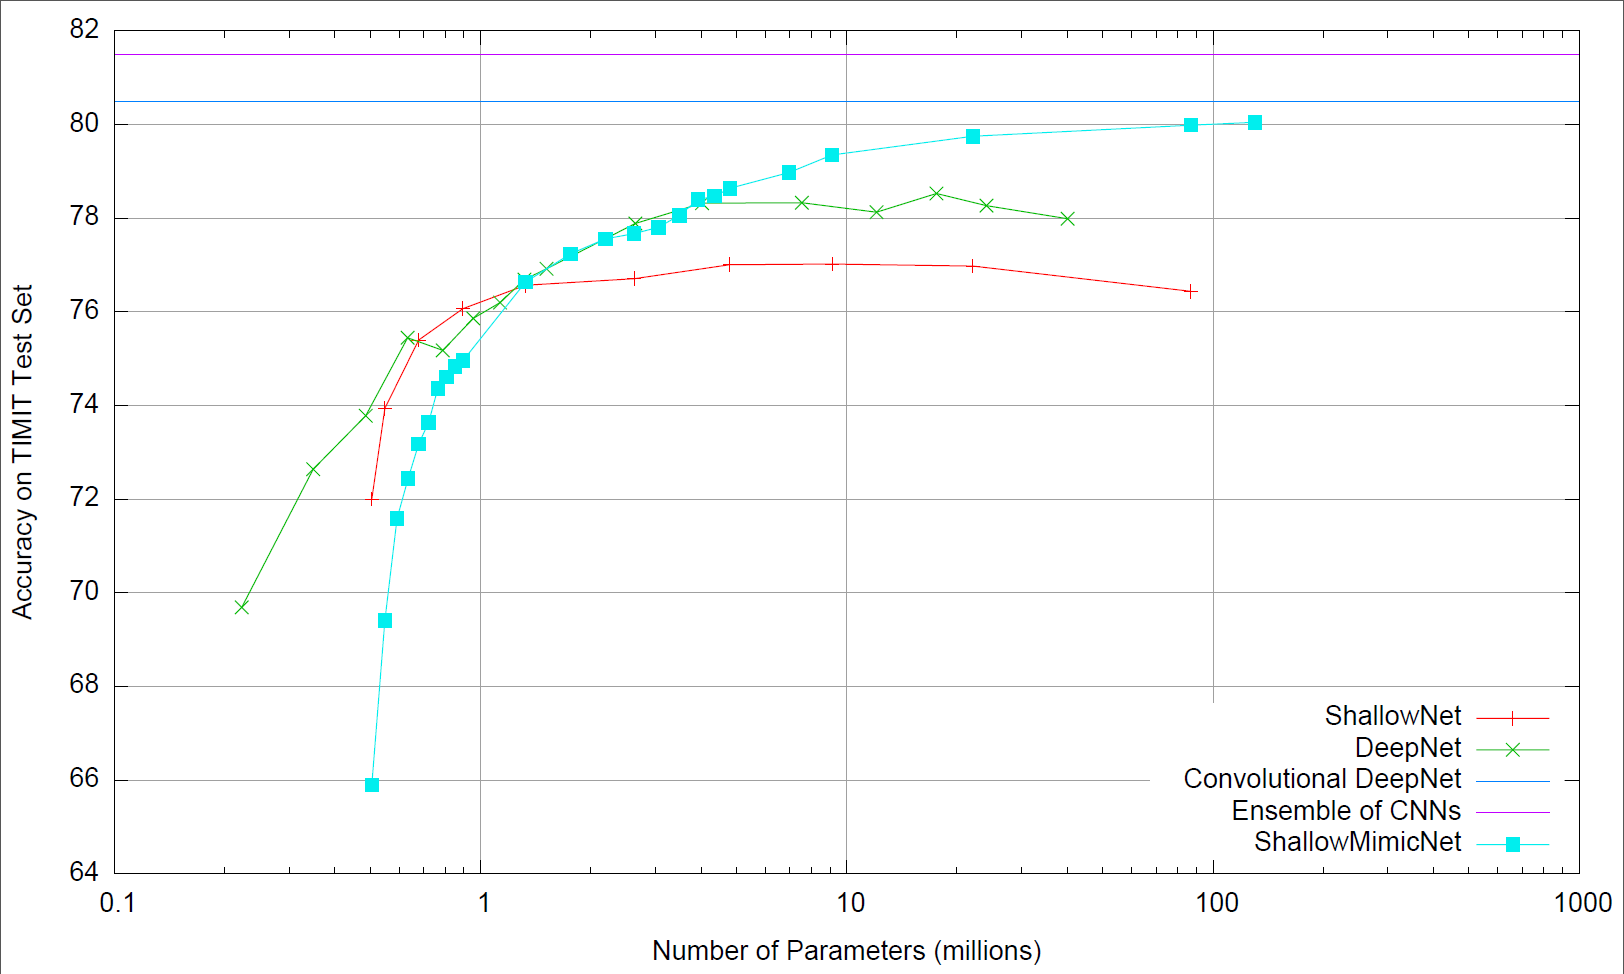 82
80
78
76
74
72
70
68
66
64
0.1
1
10
100
1000
Accuracy on TIMIT Test Set
Number of Parameters (millions)
ShallowNet
DeepNet
Convolutional DeepNet
Ensemble of CNNs
ShallowMimicNet